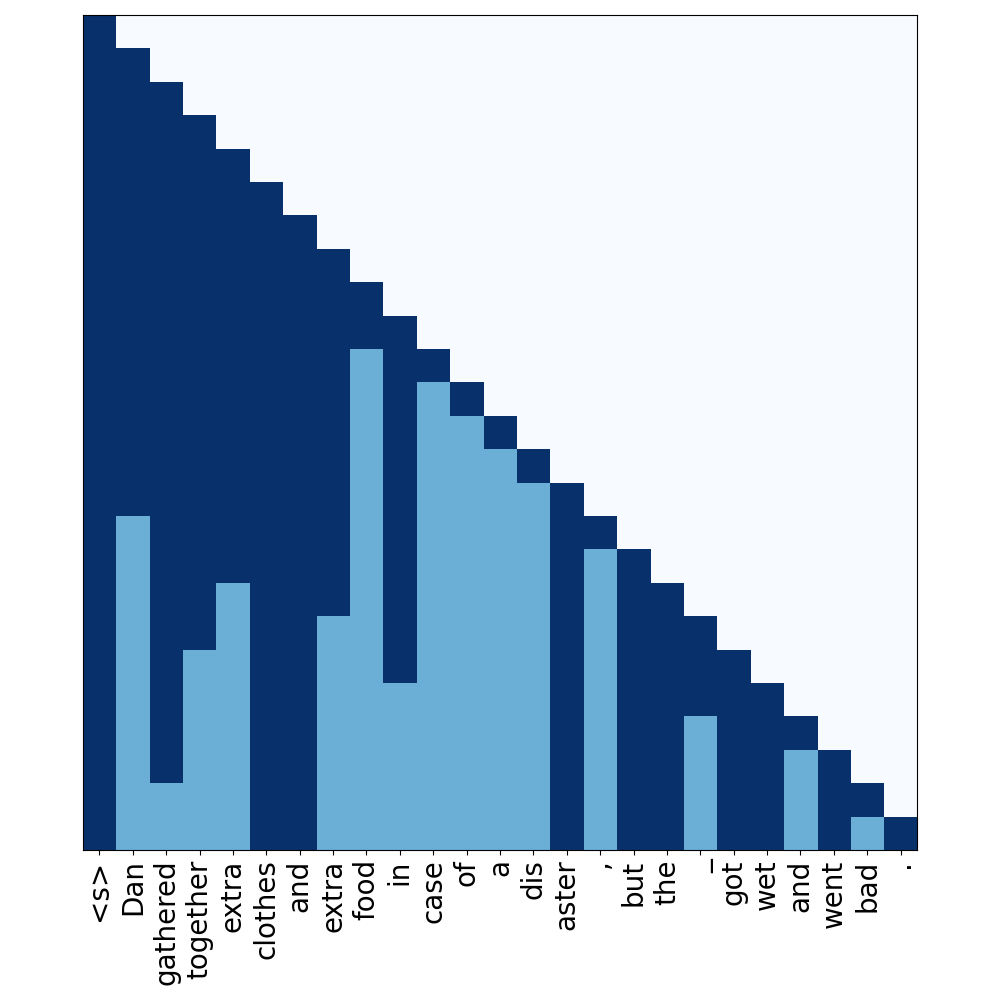 <s> Dan gathered together extra clothes and extra food in case of a dis aster , but the _ got wet and went bad .